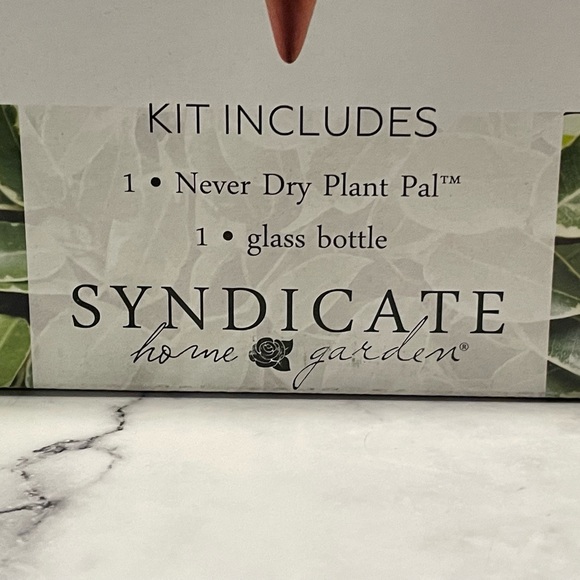 KIT INCLUDES
1 • Never Dry Plant Pal™
1 • glass bottle
SYNDICATE
home garden®